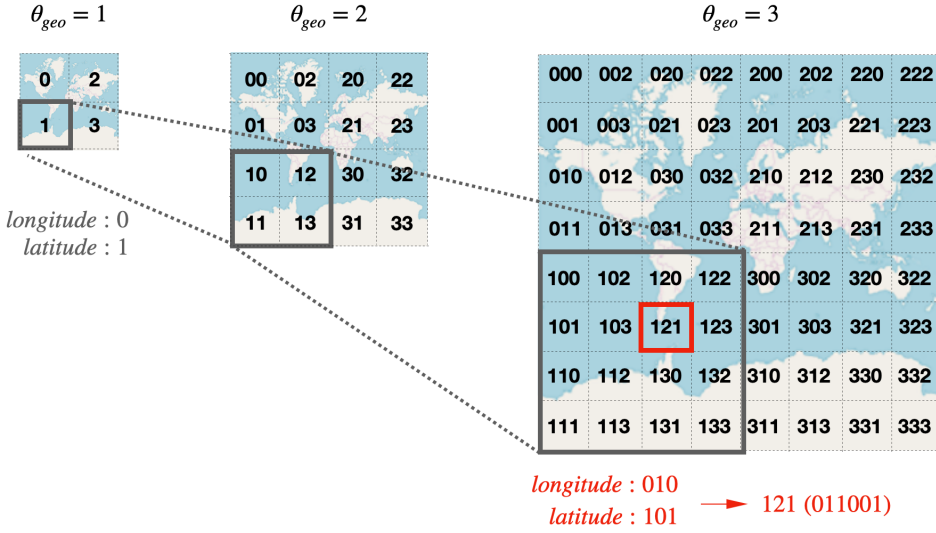 θgeo = 1
θgeo = 2
θgeo = 3
0 2
1 3
longitude : 0
latitude : 1
00 02 20 22
01 03 21 23
10 12 30 32
11 13 31 33
000 002 020 022 200 202 220 222
001 003 021 023 201 203 221 223
010 012 030 032 210 212 230 232
011 013 031 033 211 213 231 233
100 102 120 122 300 302 320 322
101 103 121 123 301 303 321 323
110 112 130 132 310 312 330 332
111 113 131 133 311 313 331 333
longitude : 010
latitude : 101
121 (011001)